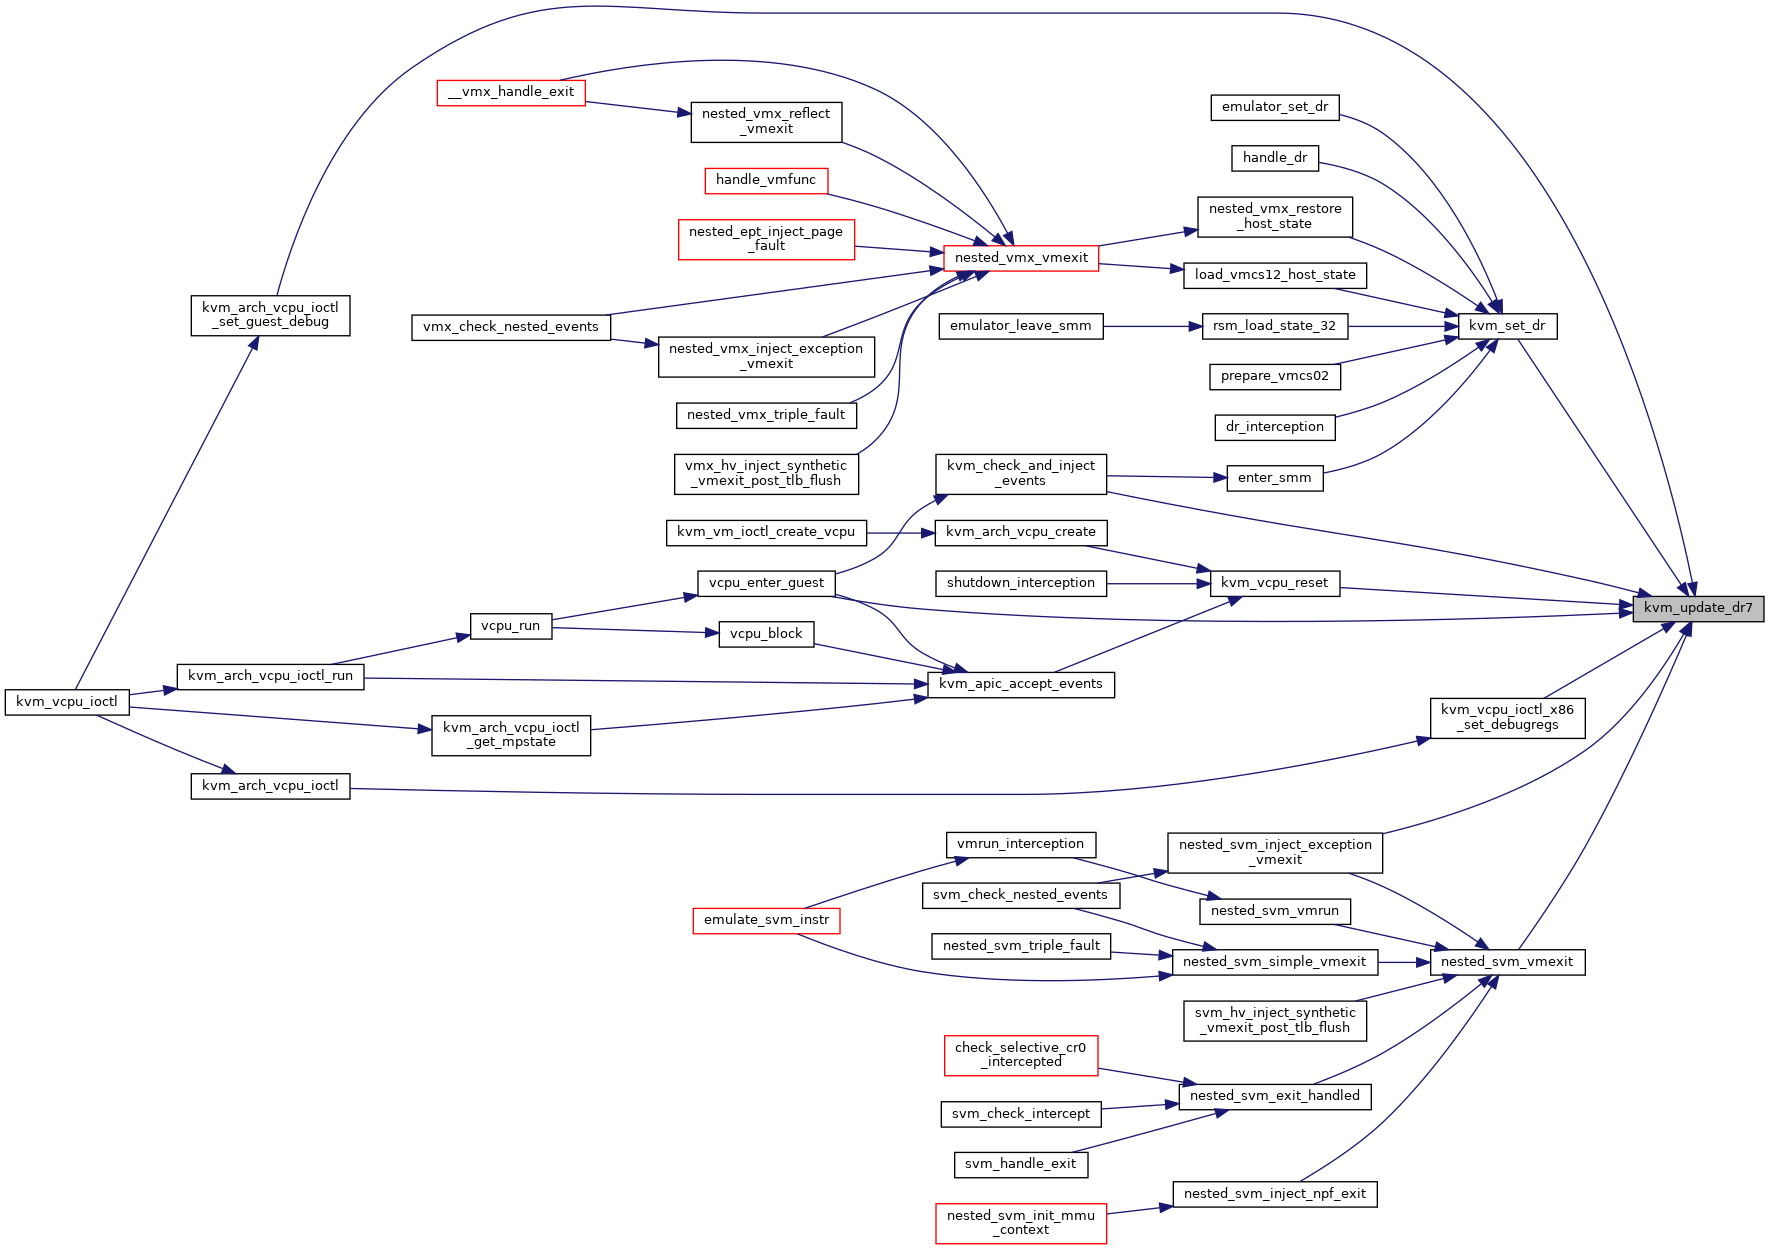 __vmx_handle_exit
nested_vmx_reflect
_vmexit
emulator_set_dr
handle_dr
handle_vmfunc
nested_vmx_restore
_host_state
nested_ept_inject_page
_fault
nested_vmx_vmexit
load_vmcs12_host_state
kvm_arch_vcpu_ioctl
_set_guest_debug
vmx_check_nested_events
emulator_leave_smm
rsm_load_state_32
kvm_set_dr
nested_vmx_inject_exception
_vmexit
prepare_vmcs02
nested_vmx_triple_fault
dr_interception
vmx_hv_inject_synthetic
_vmexit_post_tlb_flush
kvm_check_and_inject
_events
enter_smm
kvm_vm_ioctl_create_vcpu
kvm_arch_vcpu_create
vcpu_enter_guest
shutdown_interception
kvm_vcpu_reset
kvm_update_dr7
vcpu_run
vcpu_block
kvm_arch_vcpu_ioctl_run
kvm_apic_accept_events
kvm_vcpu_ioctl
kvm_vcpu_ioctl_x86
_set_debugregs
kvm_arch_vcpu_ioctl
_get_mpstate
kvm_arch_vcpu_ioctl
vmrun_interception
nested_svm_inject_exception
_vmexit
svm_check_nested_events
emulate_svm_instr
nested_svm_vmrun
nested_svm_triple_fault
nested_svm_simple_vmexit
nested_svm_vmexit
svm_hv_inject_synthetic
_vmexit_post_tlb_flush
check_selective_cr0
_intercepted
nested_svm_exit_handled
svm_check_intercept
svm_handle_exit
nested_svm_inject_npf_exit
nested_svm_init_mmu
_context